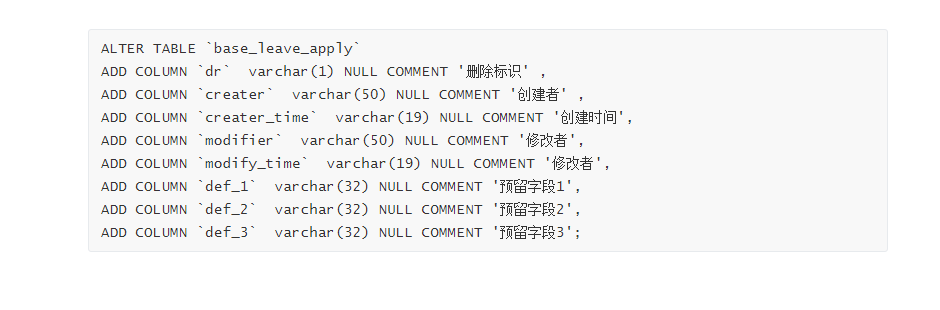 ALTER TABLE `base_leave_apply`
ADD COLUMN `dr`  varchar(1) NULL COMMENT '删除标识' ,
ADD COLUMN `creater`  varchar(50) NULL COMMENT '创建者' ,
ADD COLUMN `creater_time`  varchar(19) NULL COMMENT '创建时间',
ADD COLUMN `modifier`  varchar(50) NULL COMMENT '修改者',
ADD COLUMN `modify_time`  varchar(19) NULL COMMENT '修改者',
ADD COLUMN `def_1`  varchar(32) NULL COMMENT '预留字段1',
ADD COLUMN `def_2`  varchar(32) NULL COMMENT '预留字段2',
ADD COLUMN `def_3`  varchar(32) NULL COMMENT '预留字段3';